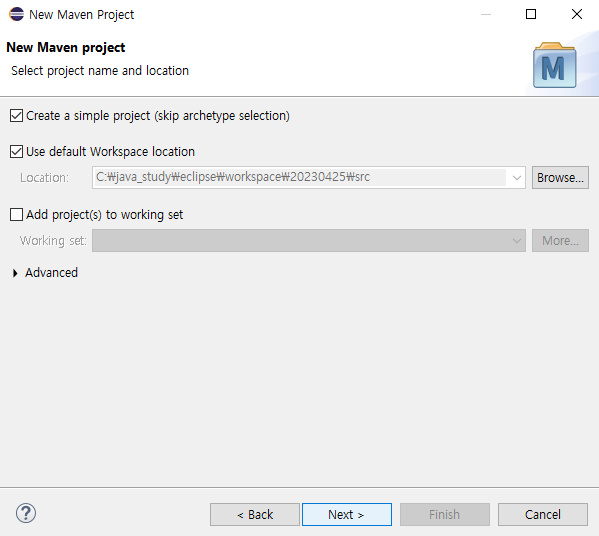 New Maven Project
New Maven project
Select project name and location
Create a simple project (skip archetype selection)
Use default Workspace location
Location: C:₩java_study₩eclipse₩workspace₩20230425₩src Browse...
Add project(s) to working set
Working set: More...
Advanced
? < Back Next > Finish Cancel